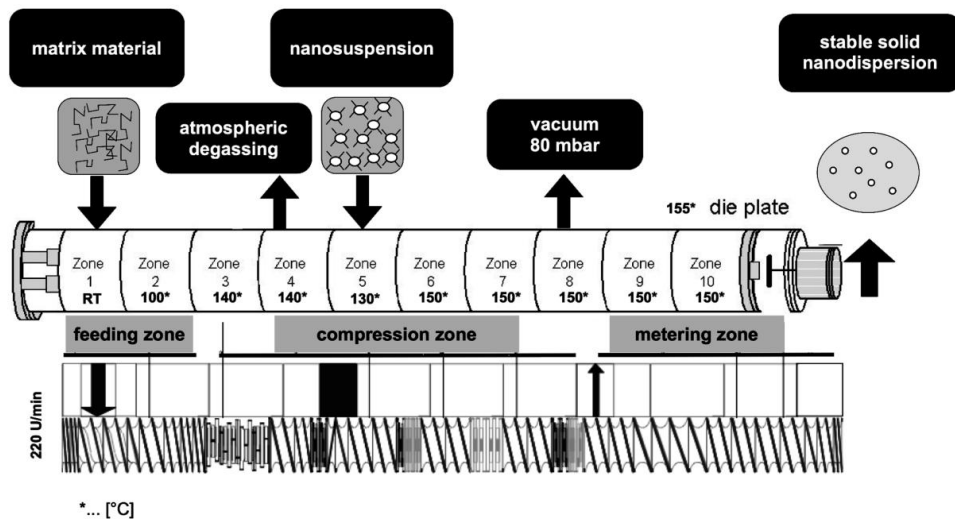 matrix material
nanosuspension
stable solid
nanodispersion
atmospheric
degassing
vacuum
80 mbar
155* die plate
Zone
1
RT
Zone
2
100*
Zone
3
140*
Zone
4
140*
Zone
5
130*
Zone
6
150*
Zone
7
150*
Zone
8
150*
Zone
9
150*
Zone
10
150*
feeding zone
compression zone
metering zone
220 U/min
*... [°C]